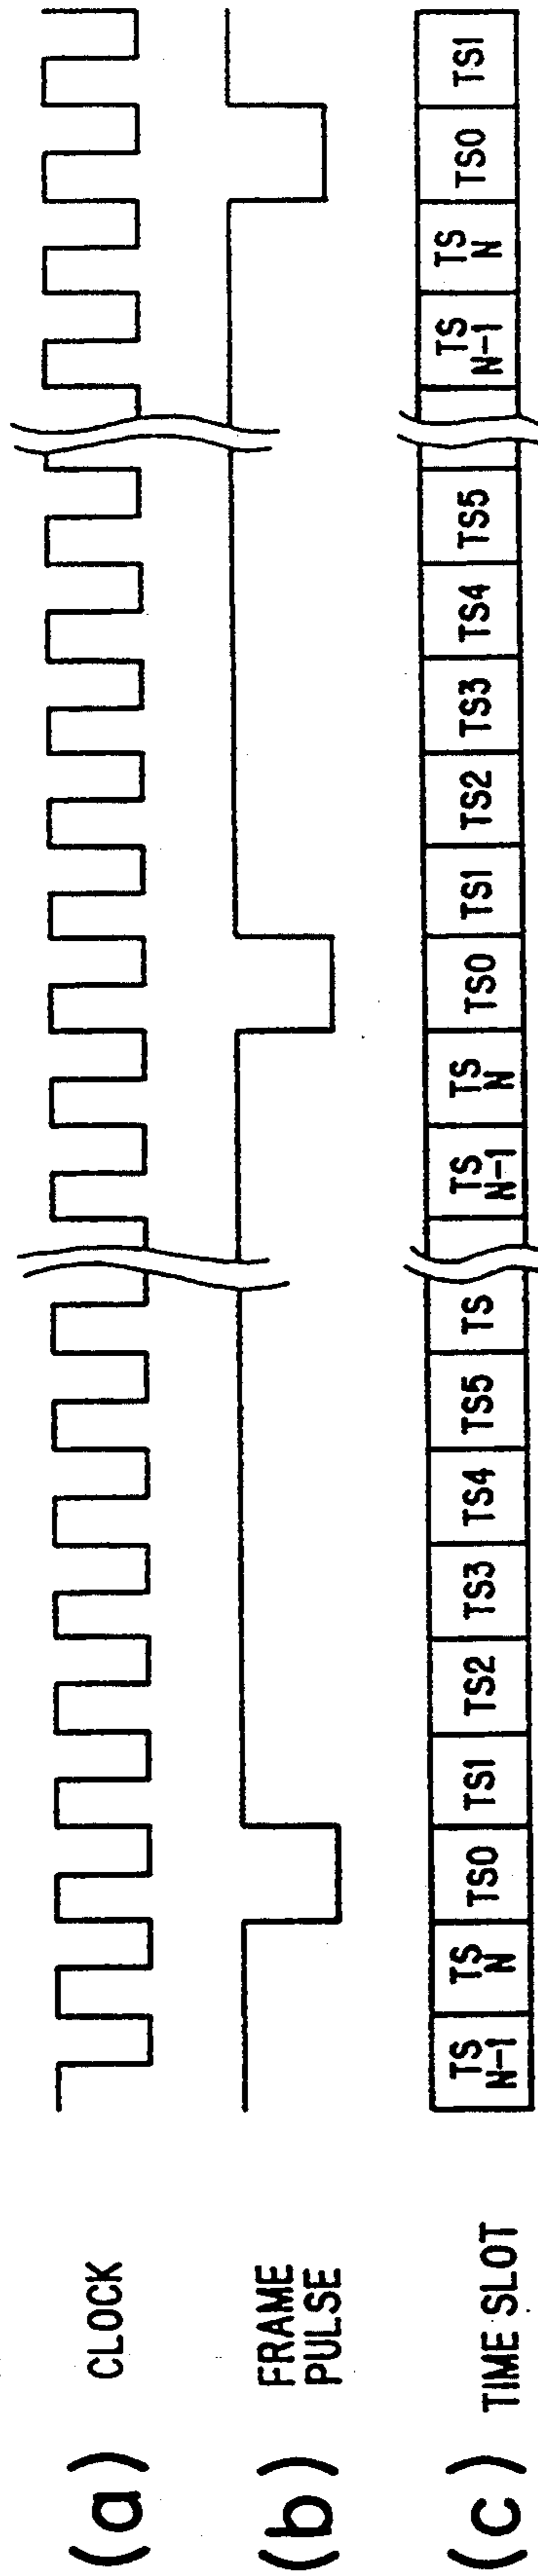 (a) CLOCK
(b) FRAME
PULSE
(c) TIME SLOT
TS N-1 TS N TS0 TS1 TS2 TS3 TS4 TS5 TS TS N-1 TS N TS0 TS1 TS2 TS3 TS4 TS5 TS N-1 TS N TS0 TS1